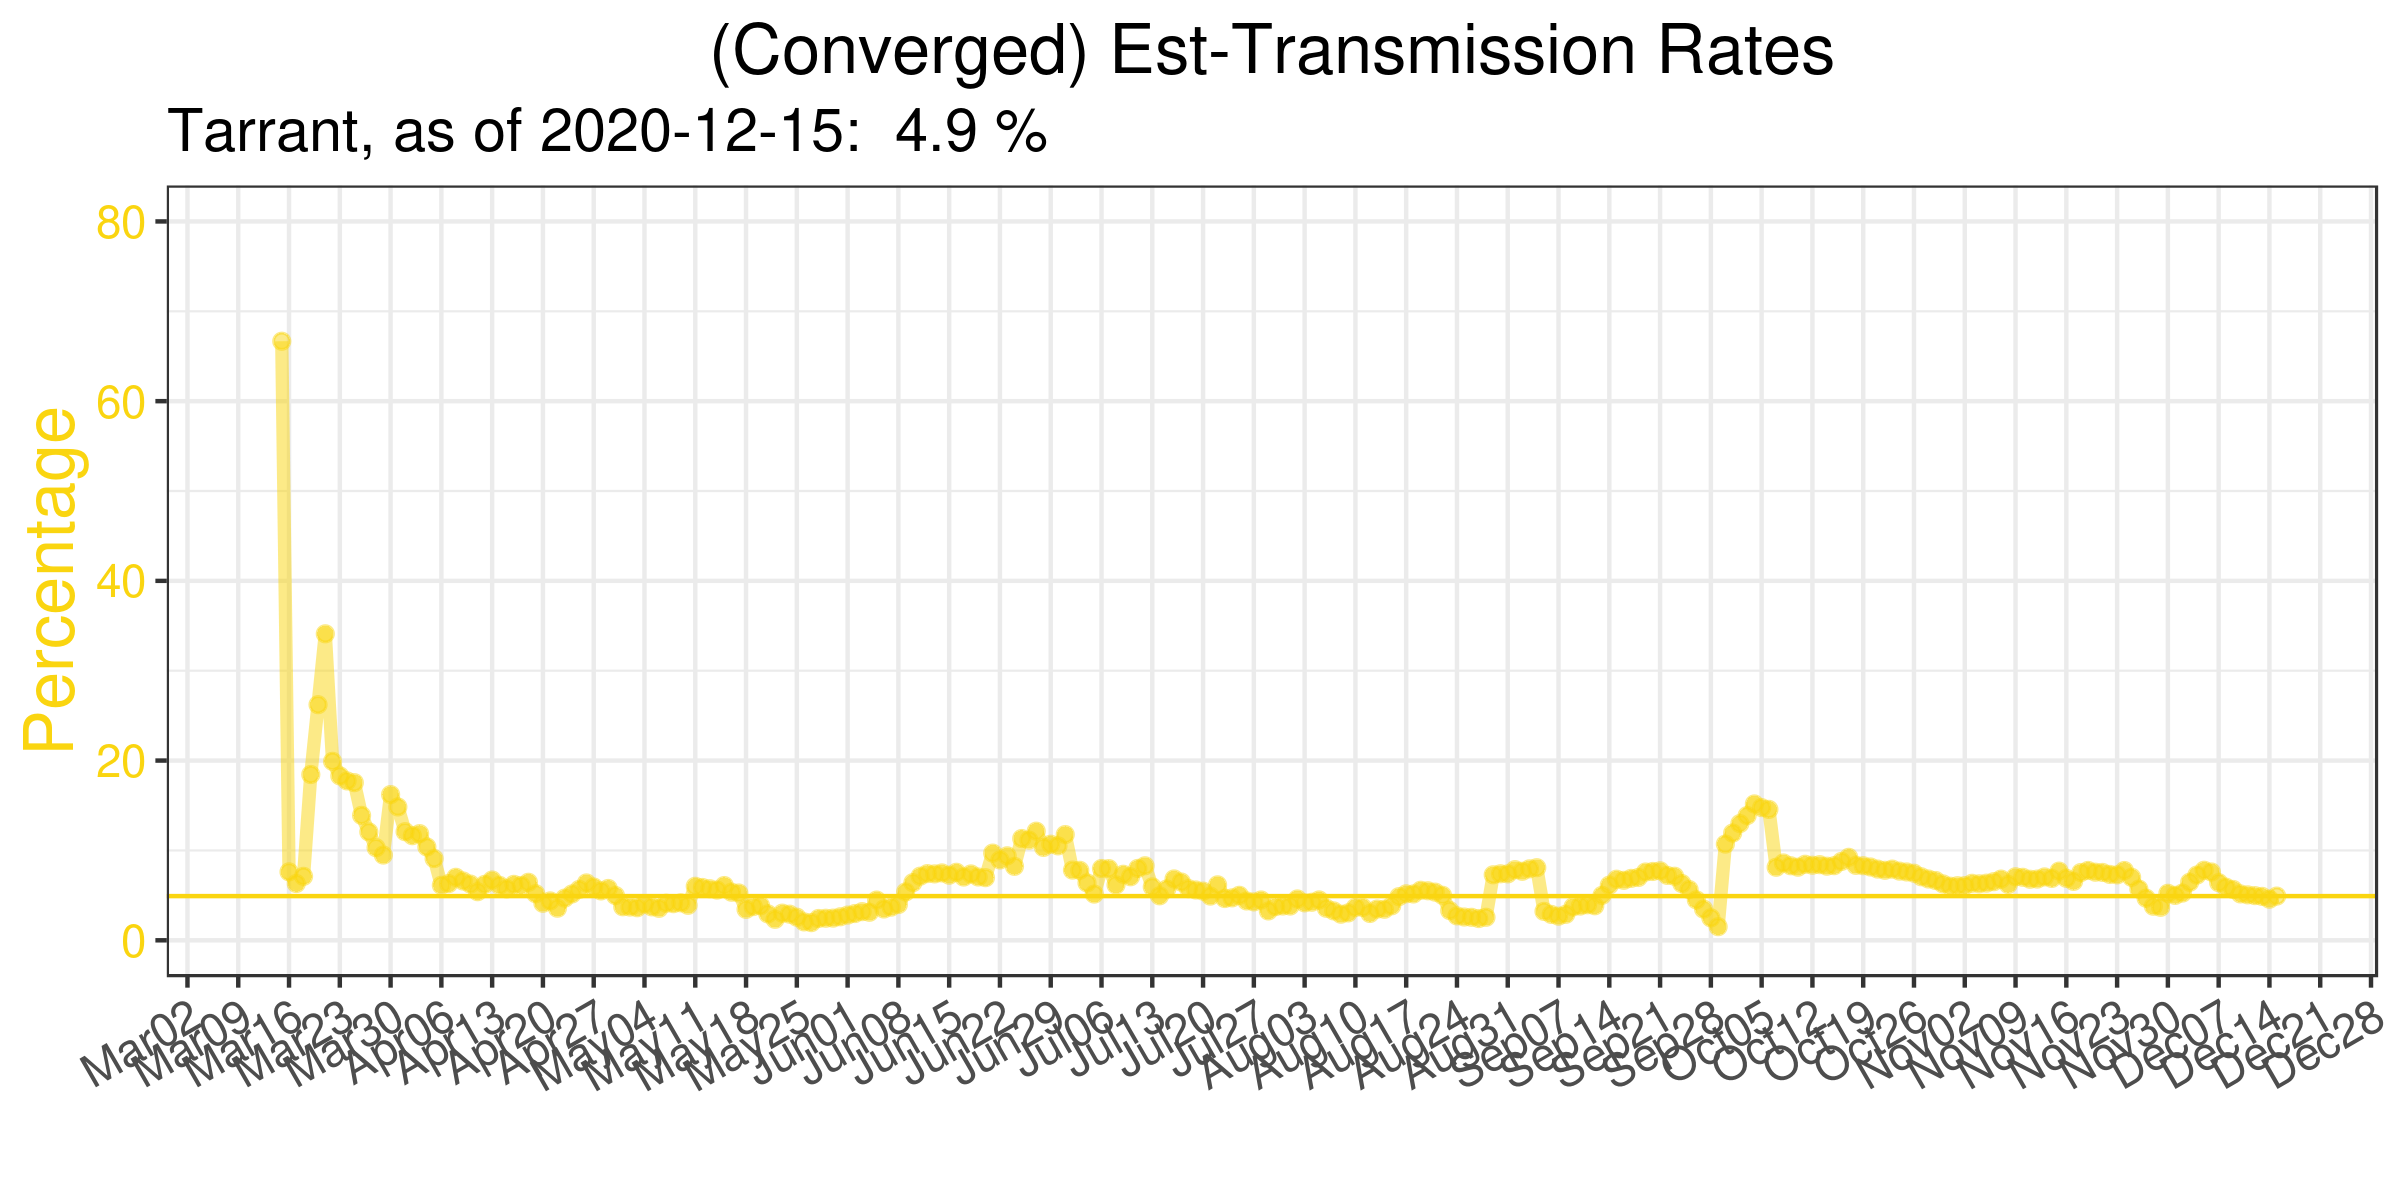 (Converged) Est-Transmission Rates
Tarrant, as of 2020-12-15:  4.9 %
Percentage
80
60
40
20
0
Mar02
Mar09
Mar16
Mar23
Mar30
Apr06
Apr13
Apr20
Apr27
May04
May11
May18
May25
Jun01
Jun08
Jun15
Jun22
Jun29
Jul06
Jul13
Jul20
Jul27
Aug03
Aug10
Aug17
Aug24
Aug31
Sep07
Sep14
Sep21
Sep28
Oct05
Oct12
Oct19
Oct26
Nov02
Nov09
Nov16
Nov23
Nov30
Dec07
Dec14
Dec21
Dec28